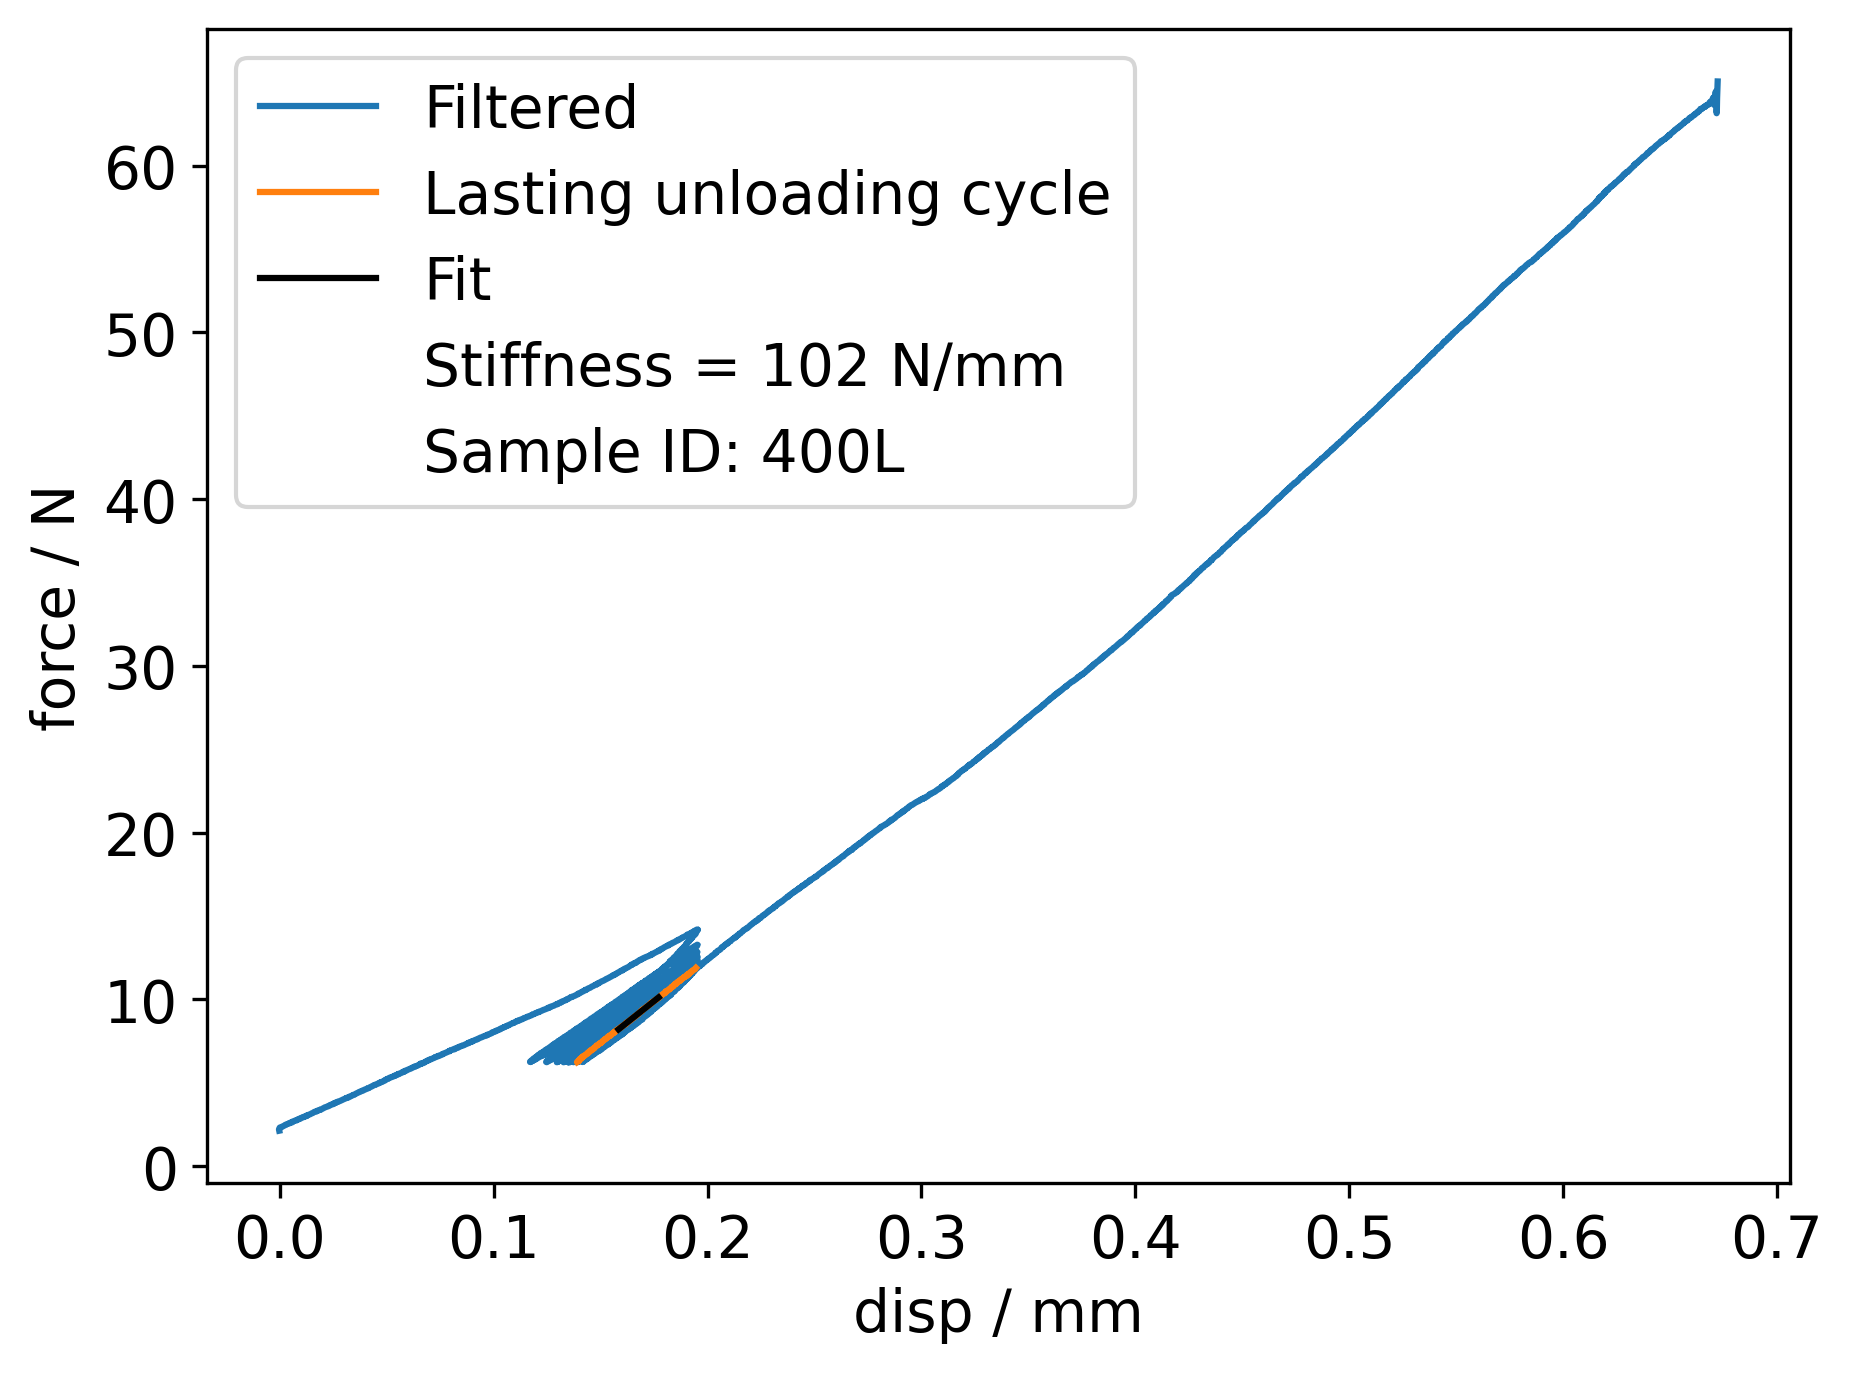 Filtered
Lasting unloading cycle
Fit
Stiffness = 102 N/mm
Sample ID: 400L
force / N
60
50
40
30
20
10
0
0.0 0.1 0.2 0.3 0.4 0.5 0.6 0.7
disp / mm